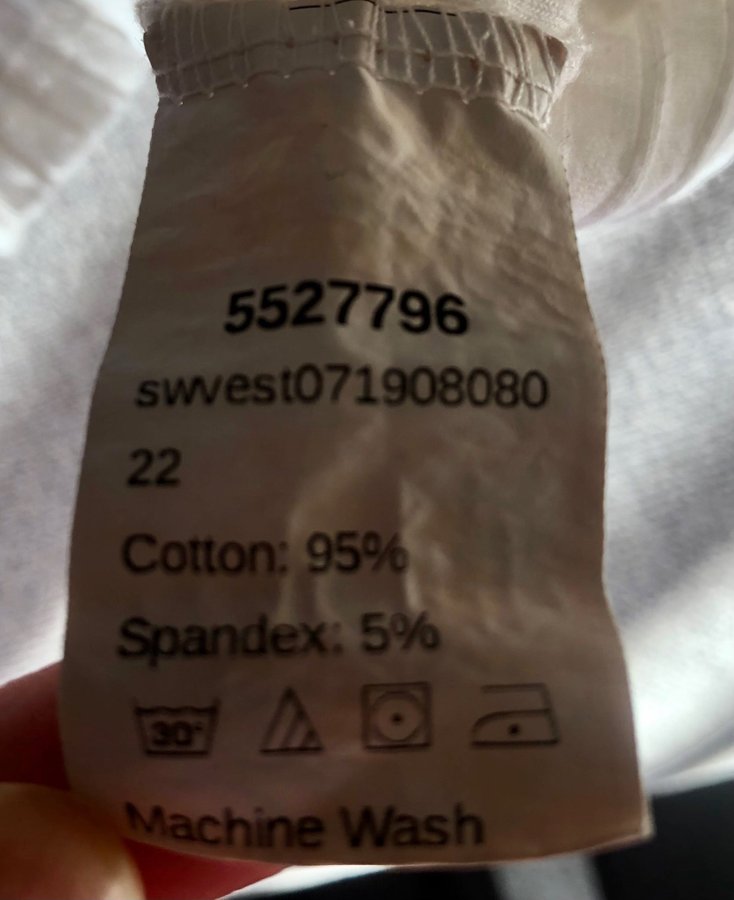 5527796
swvest071908080
22
Cotton: 95%
Spandex: 5%
30°
Machine Wash